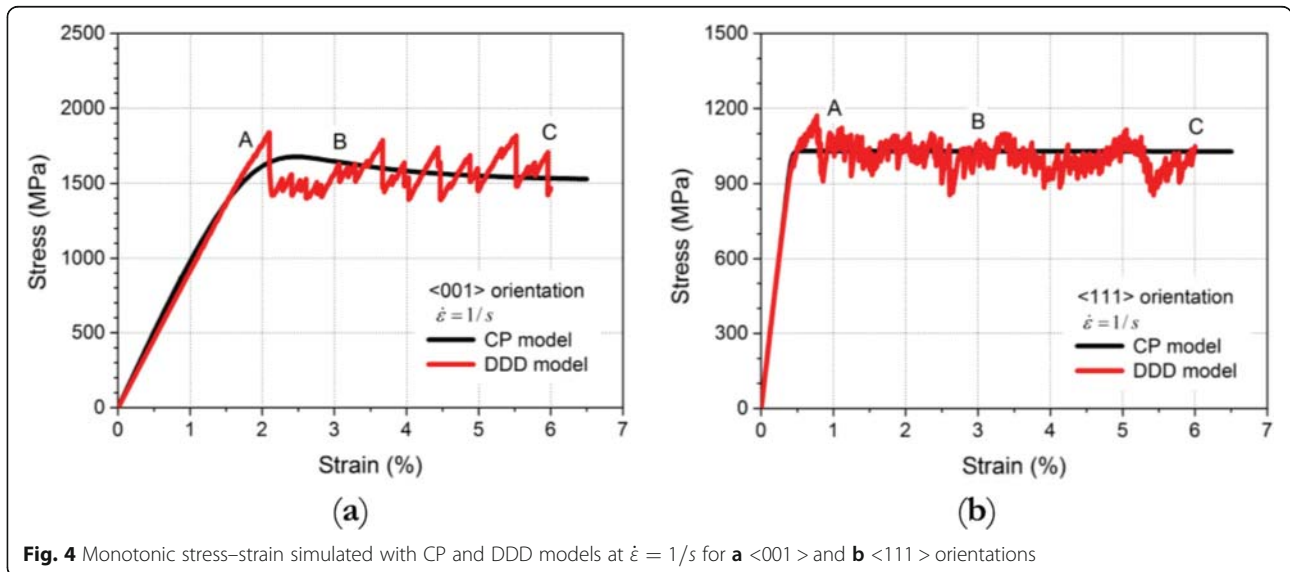 2500
2000
1500
1000
500
0
Stress (MPa)
A
B
C
<001> orientation
ε̇ = 1/s
CP model
DDD model
0 1 2 3 4 5 6 7
Strain (%)
(a)
1500
1200
900
600
300
0
Stress (MPa)
A
B
C
<111> orientation
ε̇ = 1/s
CP model
DDD model
0 1 2 3 4 5 6 7
Strain (%)
(b)
Fig. 4 Monotonic stress–strain simulated with CP and DDD models at ε̇ = 1/s for a <001 > and b <111 > orientations